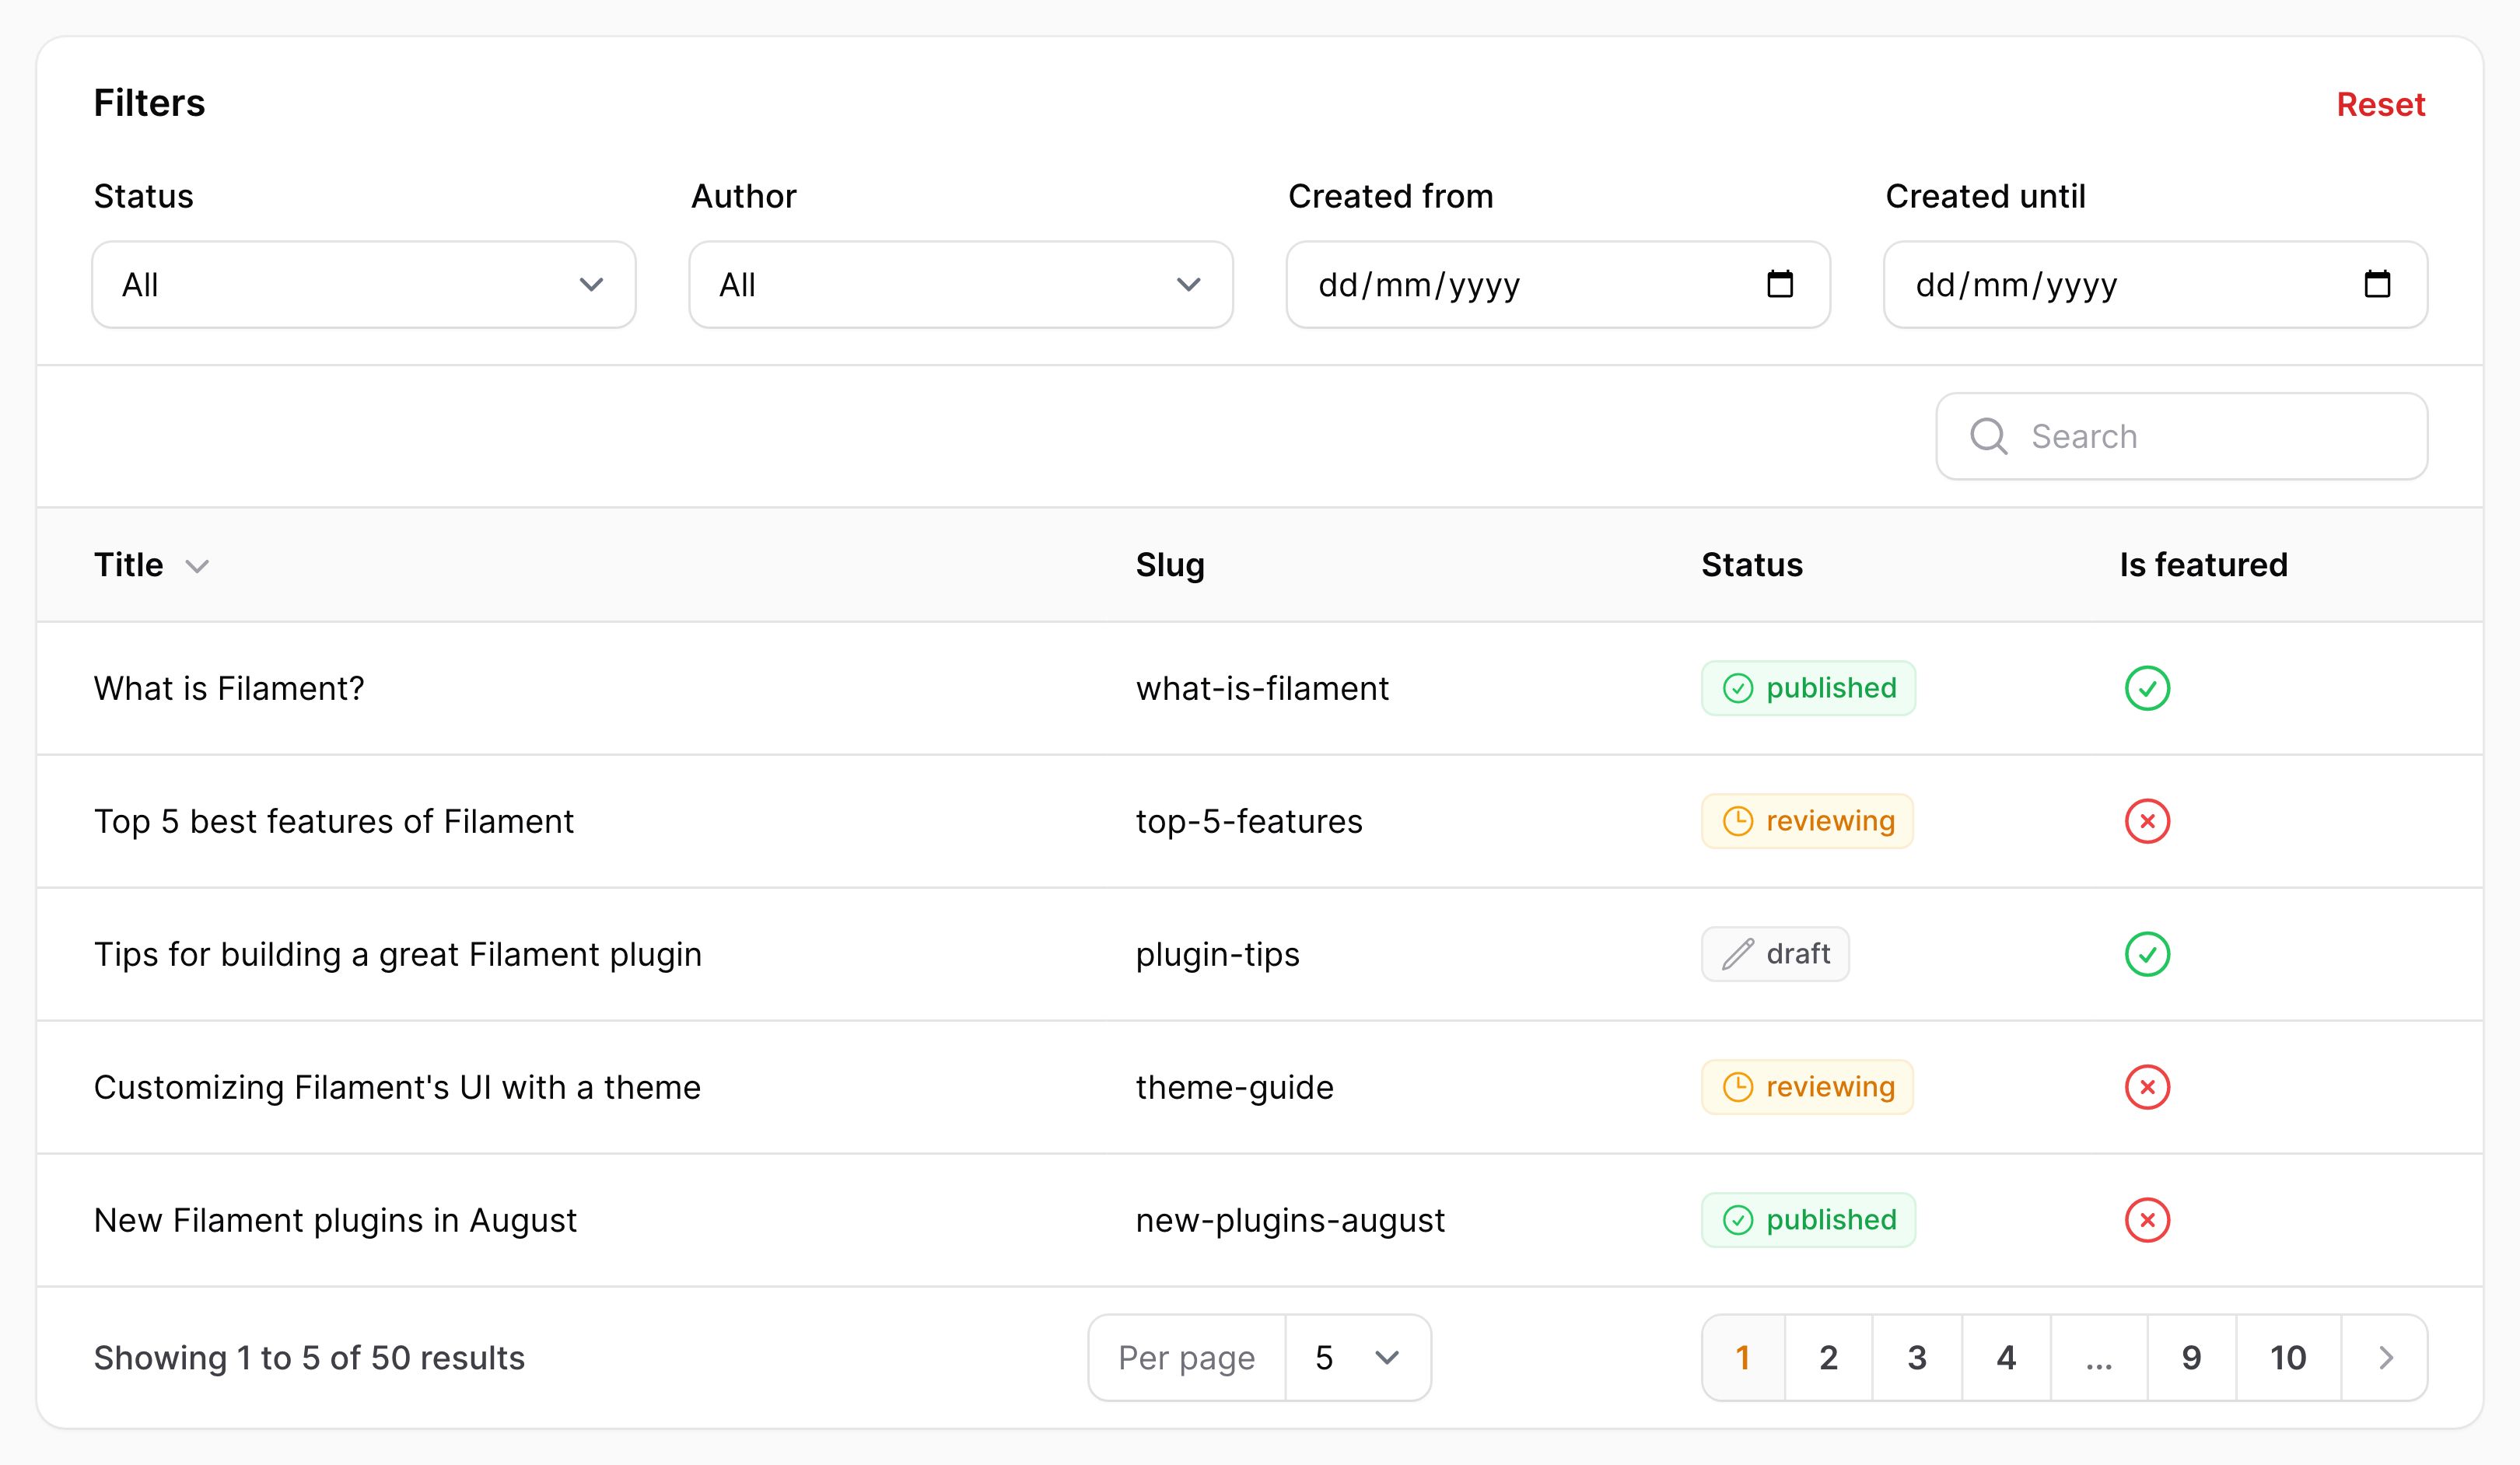 Filters
Reset
Status
Author
Created from
Created until
All
All
dd/mm/yyyy
dd/mm/yyyy
Search
Title
Slug
Status
Is featured
What is Filament?
what-is-filament
published
Top 5 best features of Filament
top-5-features
reviewing
Tips for building a great Filament plugin
plugin-tips
draft
Customizing Filament's UI with a theme
theme-guide
reviewing
New Filament plugins in August
new-plugins-august
published
Showing 1 to 5 of 50 results
Per page
5
1
2
3
4
...
9
10